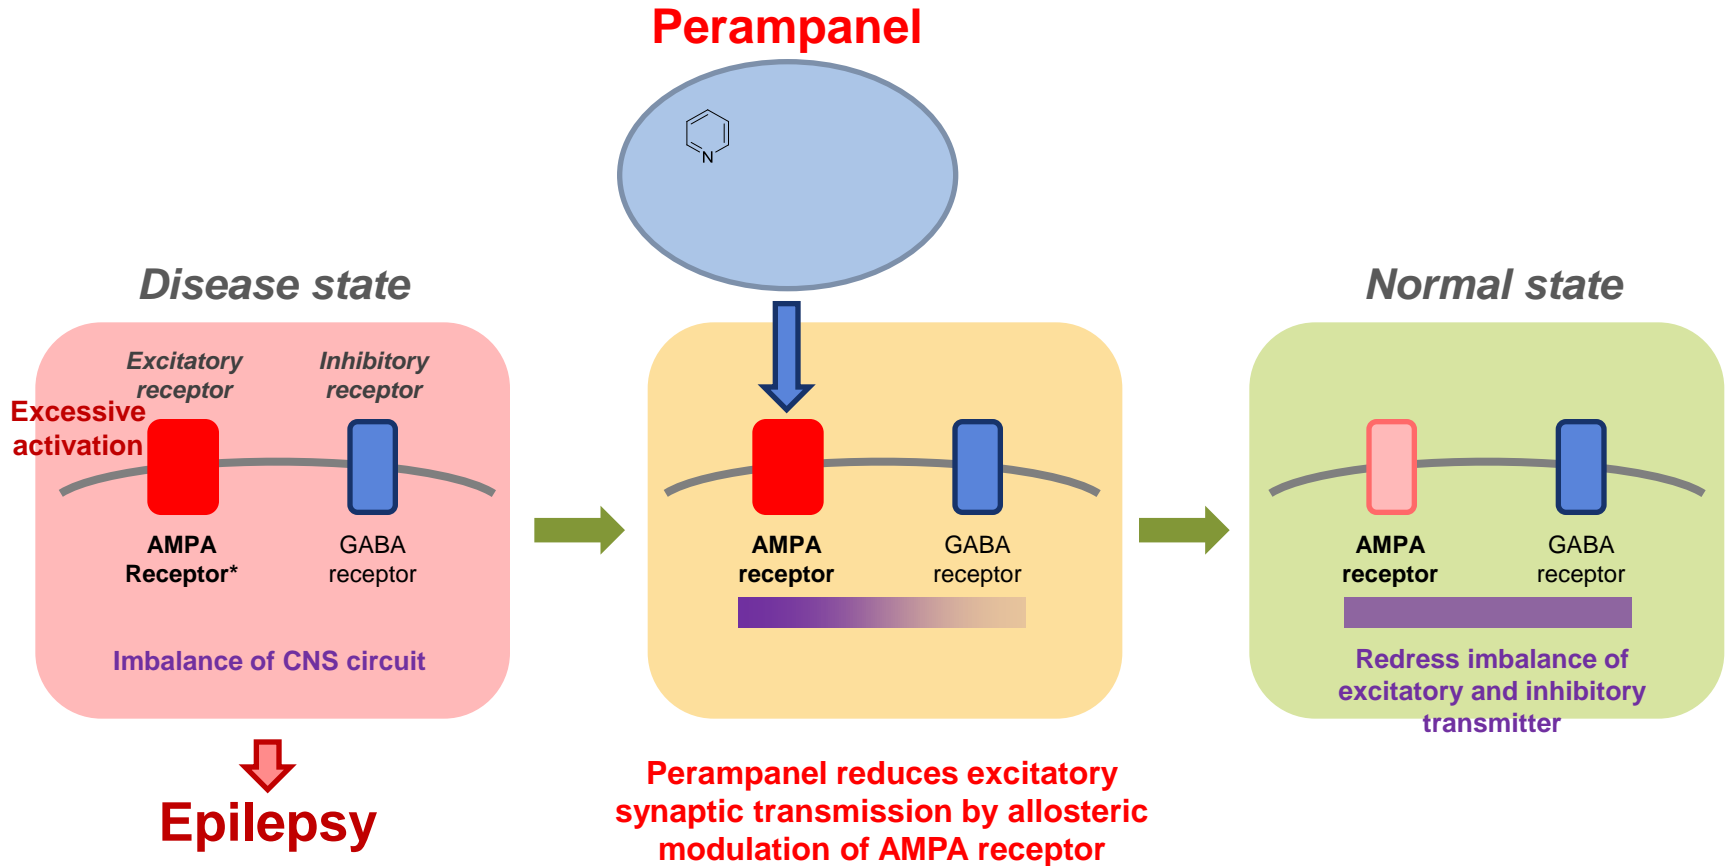 Perampanel
N
Disease state
Normal state
Excitatory
receptor
Inhibitory
receptor
Excessive
activation
AMPA
Receptor*
GABA
receptor
Imbalance of CNS circuit
Epilepsy
AMPA
receptor
GABA
receptor
Perampanel reduces excitatory
synaptic transmission by allosteric
modulation of AMPA receptor
AMPA
receptor
GABA
receptor
Redress imbalance of
excitatory and inhibitory
transmitter